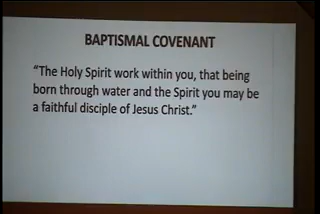 BAPTISMAL COVENANT
“The Holy Spirit work within you, that being
born through water and the Spirit you may be
a faithful disciple of Jesus Christ.”